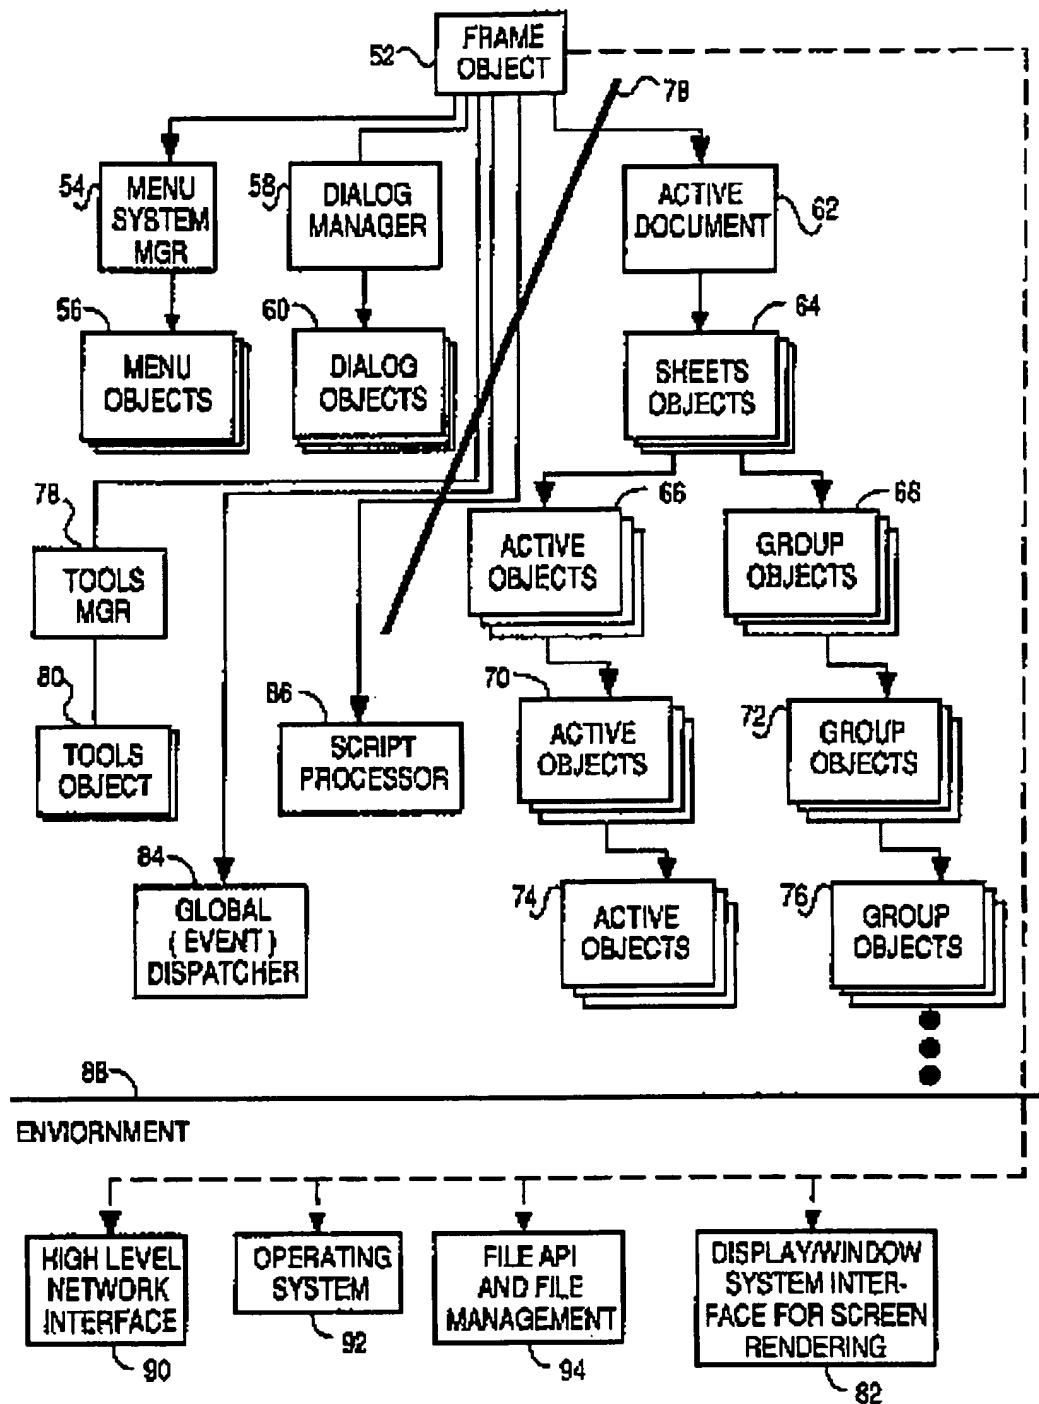 FRAME
OBJECT
52
78
54
MENU
SYSTEM
MGR
58
DIALOG
MANAGER
ACTIVE
DOCUMENT
62
56
MENU
OBJECTS
60
DIALOG
OBJECTS
64
SHEETS
OBJECTS
78
TOOLS
MGR
66
ACTIVE
OBJECTS
68
GROUP
OBJECTS
80
TOOLS
OBJECT
86
SCRIPT
PROCESSOR
70
ACTIVE
OBJECTS
72
GROUP
OBJECTS
84
GLOBAL
( EVENT )
DISPATCHER
74
ACTIVE
OBJECTS
76
GROUP
OBJECTS
88
ENVIORNMENT
HIGH LEVEL
NETWORK
INTERFACE
90
OPERATING
SYSTEM
92
FILE API
AND FILE
MANAGEMENT
94
DISPLAY/WINDOW
SYSTEM INTER-
FACE FOR SCREEN
RENDERING
82